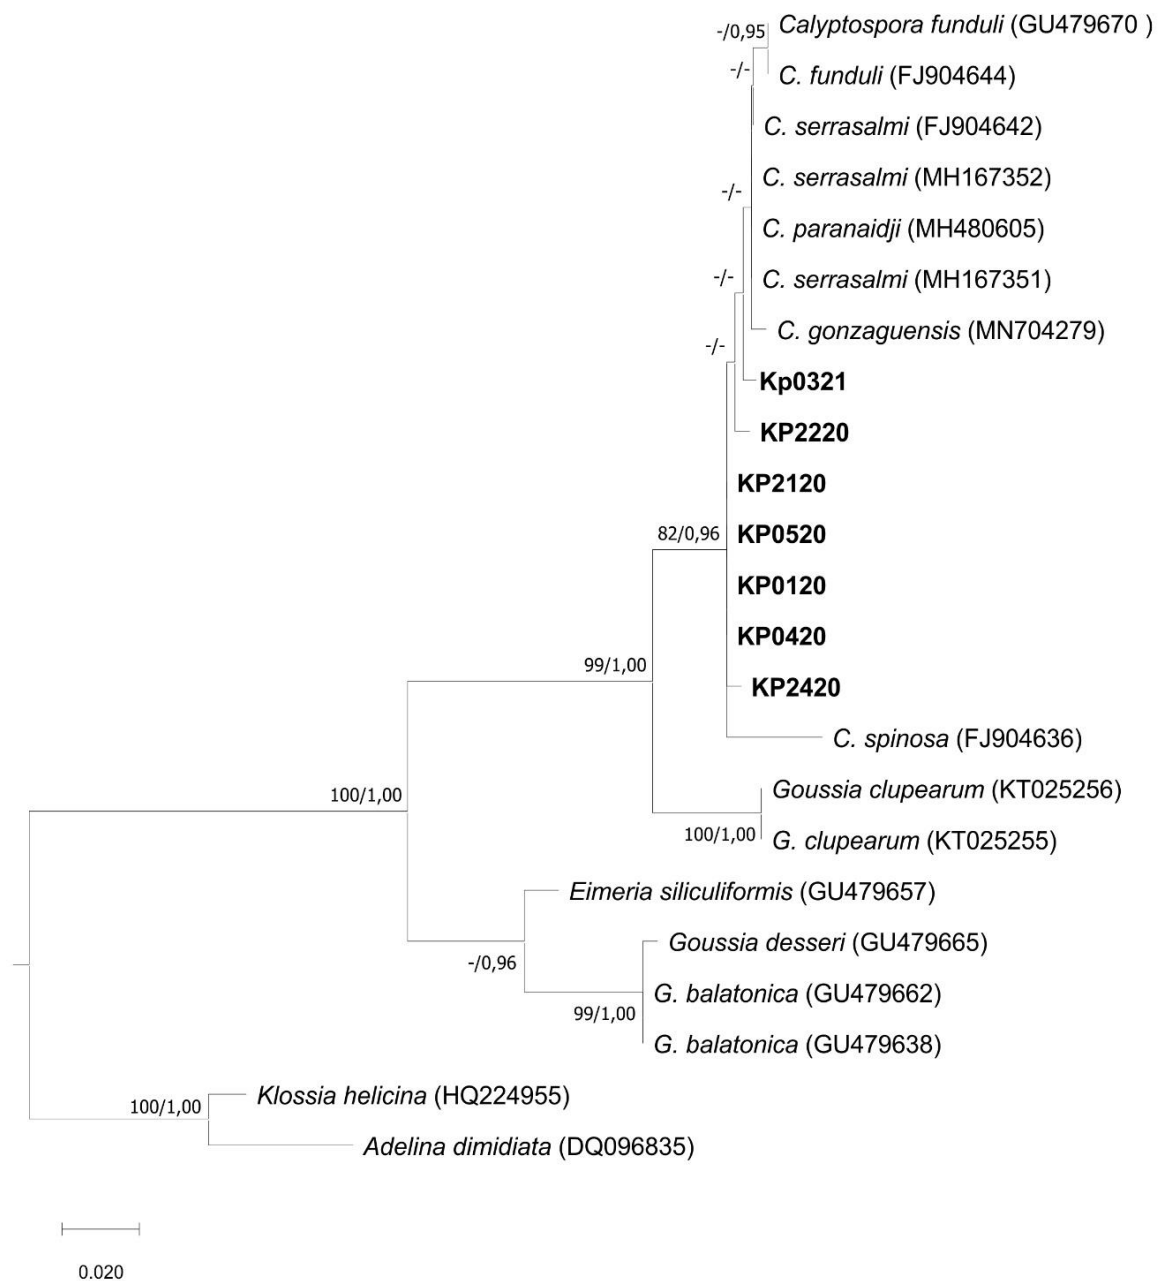 -/0,95
Calyptospora funduli (GU479670 )
-/-
C. funduli (FJ904644)
C. serrasalmi (FJ904642)
-/-
C. serrasalmi (MH167352)
C. paranaidji (MH480605)
-/-
C. serrasalmi (MH167351)
C. gonzaguensis (MN704279)
-/-
Kp0321
KP2220
KP2120
82/0,96
KP0520
KP0120
KP0420
99/1,00
KP2420
C. spinosa (FJ904636)
100/1,00
Goussia clupearum (KT025256)
100/1,00
G. clupearum (KT025255)
Eimeria siliculiformis (GU479657)
Goussia desseri (GU479665)
-/0,96
G. balatonica (GU479662)
99/1,00
G. balatonica (GU479638)
Klossia helicina (HQ224955)
100/1,00
Adelina dimidiata (DQ096835)
0.020